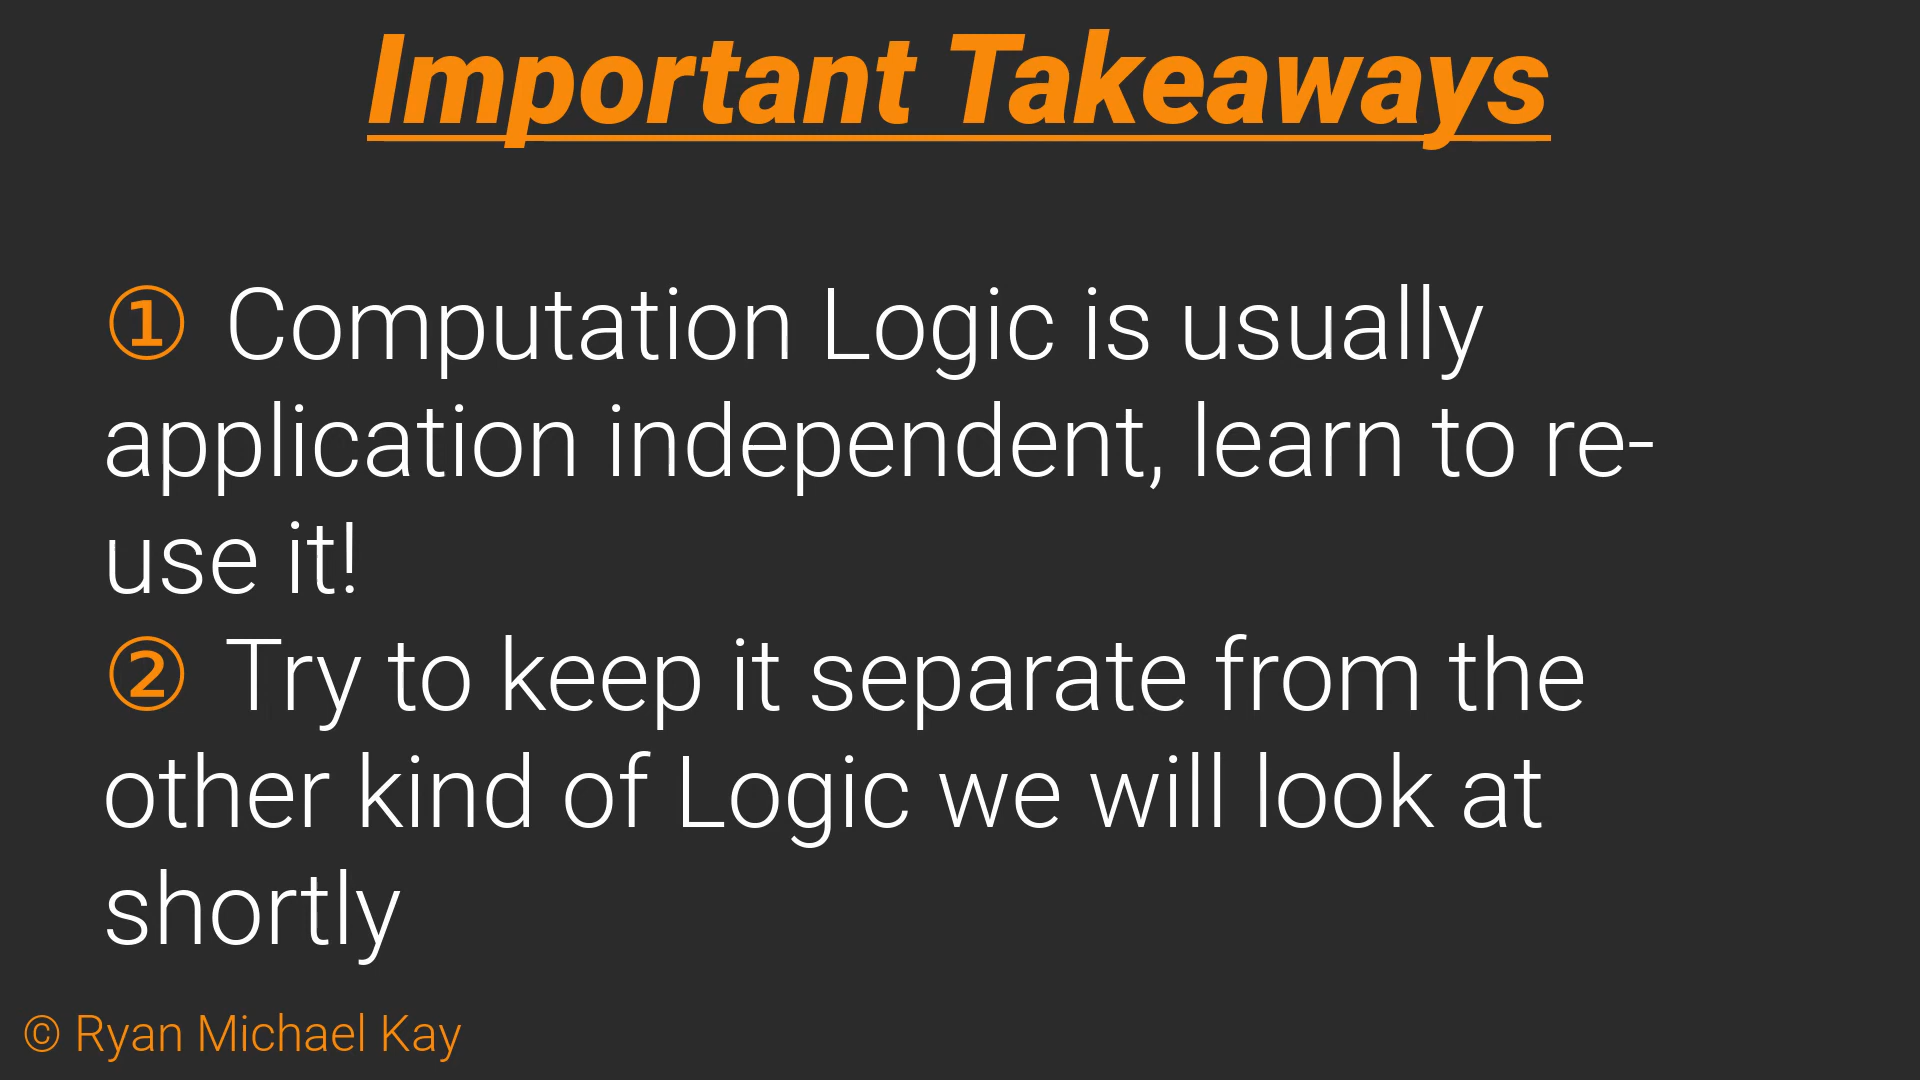 Important Takeaways
① Computation Logic is usually
application independent, learn to re-
use it!
② Try to keep it separate from the
other kind of Logic we will look at
shortly
© Ryan Michael Kay